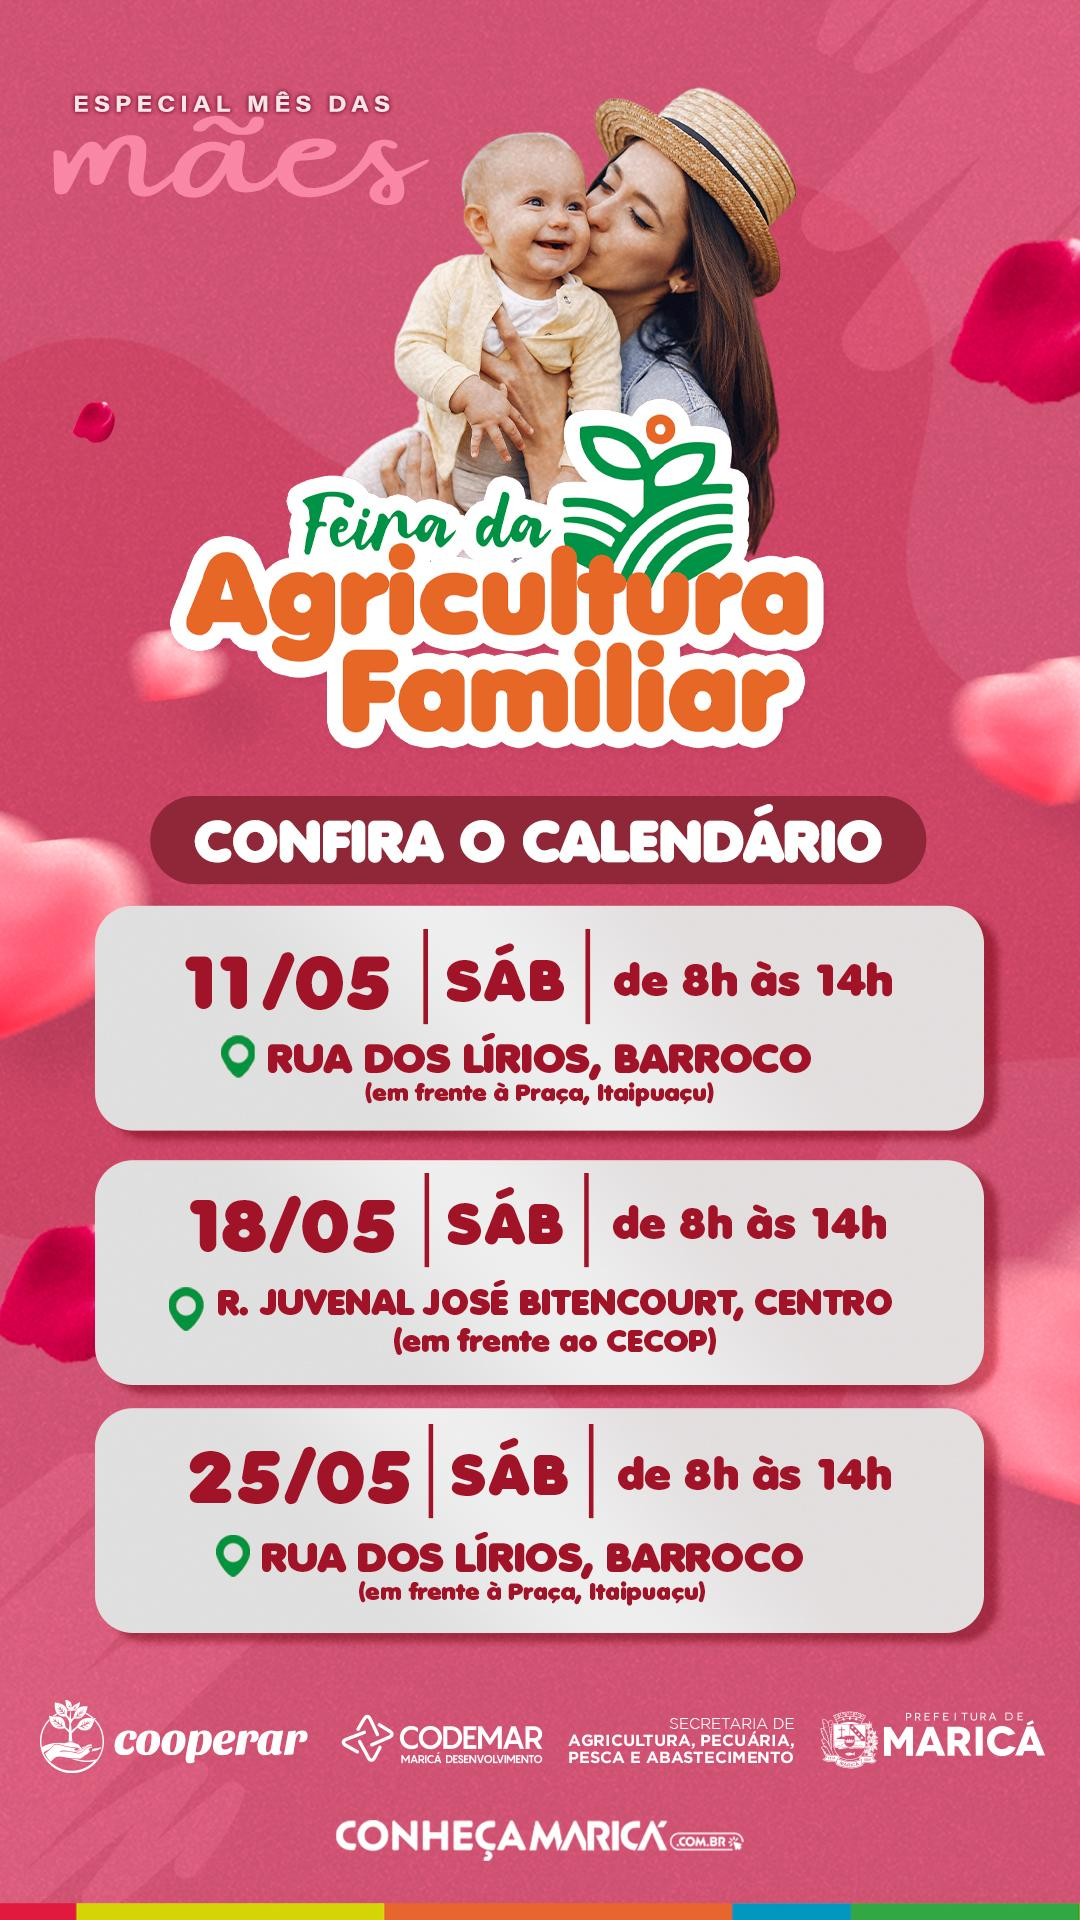 ESPECIAL MÊS DAS
mães
Feira da
Agricultura
Familiar
CONFIRA O CALENDÁRIO
11/05 | SÁB | de 8h às 14h
RUA DOS LÍRIOS, BARROCO
(em frente à Praça, Itaipuaçu)
18/05 | SÁB | de 8h às 14h
R. JUVENAL JOSÉ BITENCOURT, CENTRO
(em frente ao CECOP)
25/05 | SÁB | de 8h às 14h
RUA DOS LÍRIOS, BARROCO
(em frente à Praça, Itaipuaçu)
cooperar
CODEMAR
MARICÁ DESENVOLVIMENTO
SECRETARIA DE
AGRICULTURA, PECUÁRIA,
PESCA E ABASTECIMENTO
PREFEITURA DE
MARICÁ
CONHEÇAMARICÁ.COM.BR